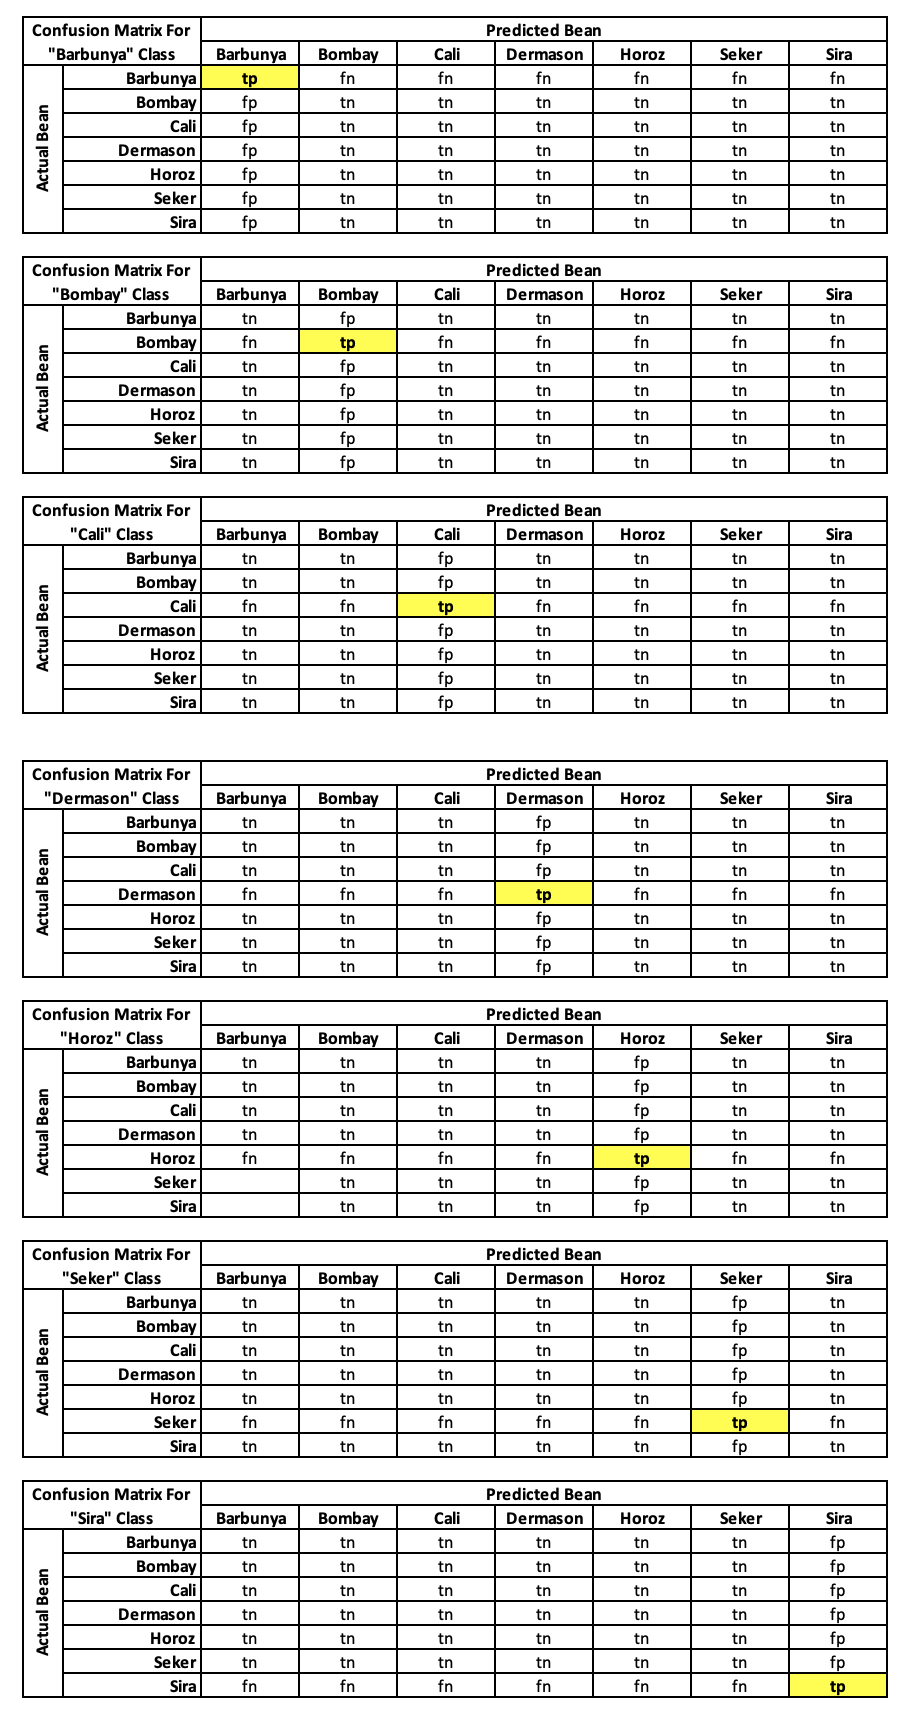 Confusion Matrix For Predicted Bean
"Barbunya" Class Barbunya Bombay Cali Dermason Horoz Seker Sira
Actual Bean
Barbunya tp fn fn fn fn fn fn
Bombay fp tn tn tn tn tn tn
Cali fp tn tn tn tn tn tn
Dermason fp tn tn tn tn tn tn
Horoz fp tn tn tn tn tn tn
Seker fp tn tn tn tn tn tn
Sira fp tn tn tn tn tn tn
Confusion Matrix For Predicted Bean
"Bombay" Class Barbunya Bombay Cali Dermason Horoz Seker Sira
Actual Bean
Barbunya tn fp tn tn tn tn tn
Bombay fn tp fn fn fn fn fn
Cali tn fp tn tn tn tn tn
Dermason tn fp tn tn tn tn tn
Horoz tn fp tn tn tn tn tn
Seker tn fp tn tn tn tn tn
Sira tn fp tn tn tn tn tn
Confusion Matrix For Predicted Bean
"Cali" Class Barbunya Bombay Cali Dermason Horoz Seker Sira
Actual Bean
Barbunya tn tn fp tn tn tn tn
Bombay tn tn fp tn tn tn tn
Cali fn fn tp fn fn fn fn
Dermason tn tn fp tn tn tn tn
Horoz tn tn fp tn tn tn tn
Seker tn tn fp tn tn tn tn
Sira tn tn fp tn tn tn tn
Confusion Matrix For Predicted Bean
"Dermason" Class Barbunya Bombay Cali Dermason Horoz Seker Sira
Actual Bean
Barbunya tn tn tn fp tn tn tn
Bombay tn tn tn fp tn tn tn
Cali tn tn tn fp tn tn tn
Dermason fn fn fn tp fn fn fn
Horoz tn tn tn fp tn tn tn
Seker tn tn tn fp tn tn tn
Sira tn tn tn fp tn tn tn
Confusion Matrix For Predicted Bean
"Horoz" Class Barbunya Bombay Cali Dermason Horoz Seker Sira
Actual Bean
Barbunya tn tn tn tn fp tn tn
Bombay tn tn tn tn fp tn tn
Cali tn tn tn tn fp tn tn
Dermason tn tn tn tn fp tn tn
Horoz fn fn fn fn tp fn fn
Seker tn tn tn fp tn tn
Sira tn tn tn fp tn tn
Confusion Matrix For Predicted Bean
"Seker" Class Barbunya Bombay Cali Dermason Horoz Seker Sira
Actual Bean
Barbunya tn tn tn tn tn fp tn
Bombay tn tn tn tn tn fp tn
Cali tn tn tn tn tn fp tn
Dermason tn tn tn tn tn fp tn
Horoz tn tn tn tn tn fp tn
Seker fn fn fn fn fn tp fn
Sira tn tn tn tn tn fp tn
Confusion Matrix For Predicted Bean
"Sira" Class Barbunya Bombay Cali Dermason Horoz Seker Sira
Actual Bean
Barbunya tn tn tn tn tn tn fp
Bombay tn tn tn tn tn tn fp
Cali tn tn tn tn tn tn fp
Dermason tn tn tn tn tn tn fp
Horoz tn tn tn tn tn tn fp
Seker tn tn tn tn tn tn fp
Sira fn fn fn fn fn fn tp